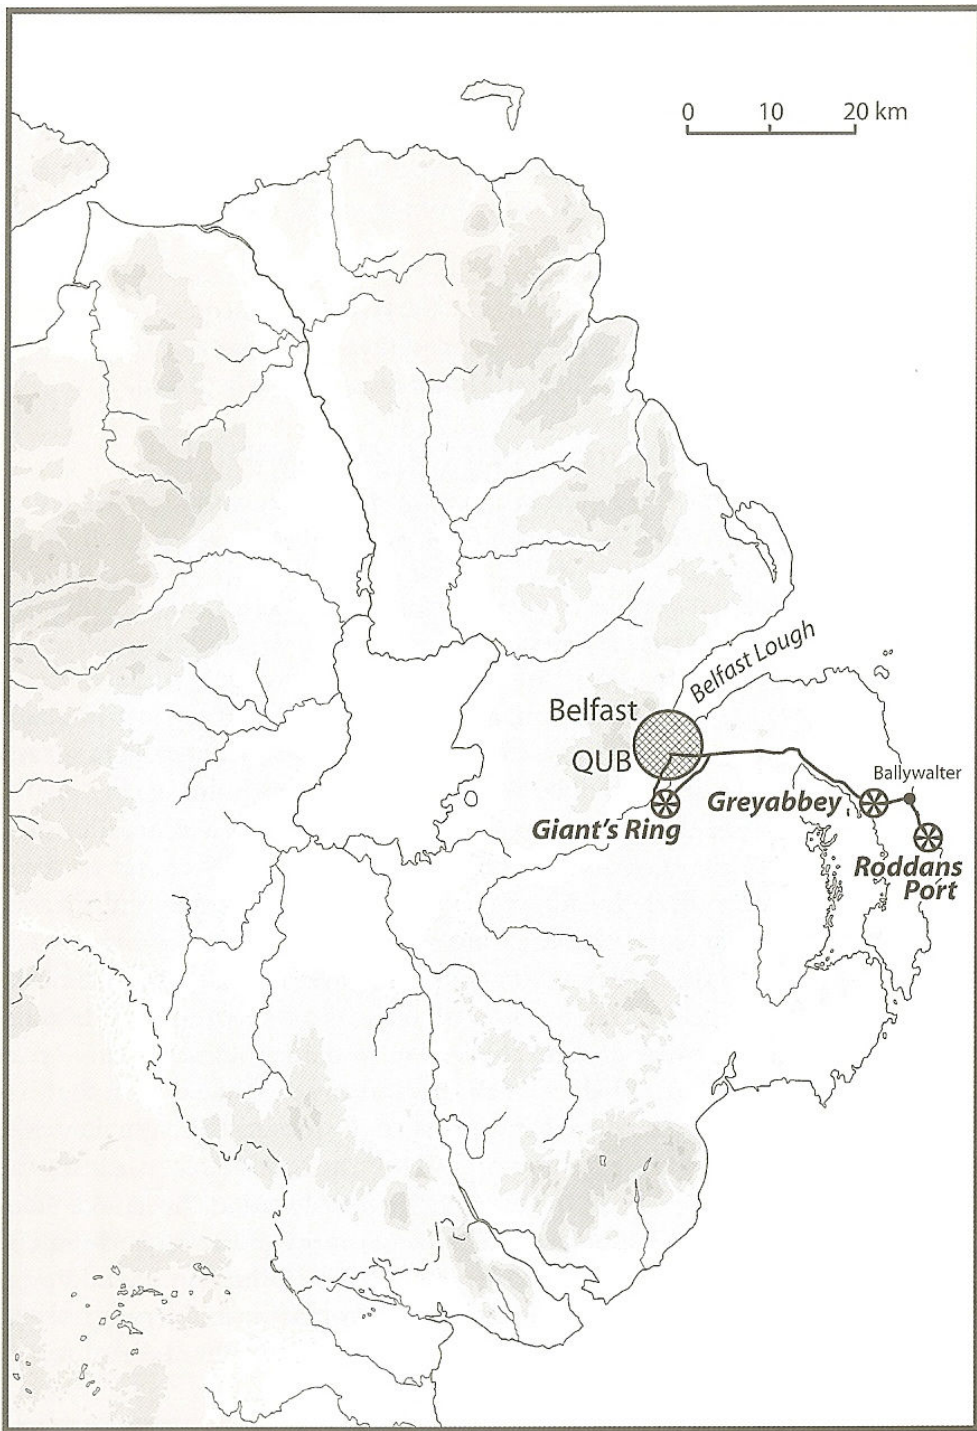 0 10 20 km
Belfast Lough
Belfast
QUB
Ballywalter
Greyabbey
Giant's Ring
Roddans
Port